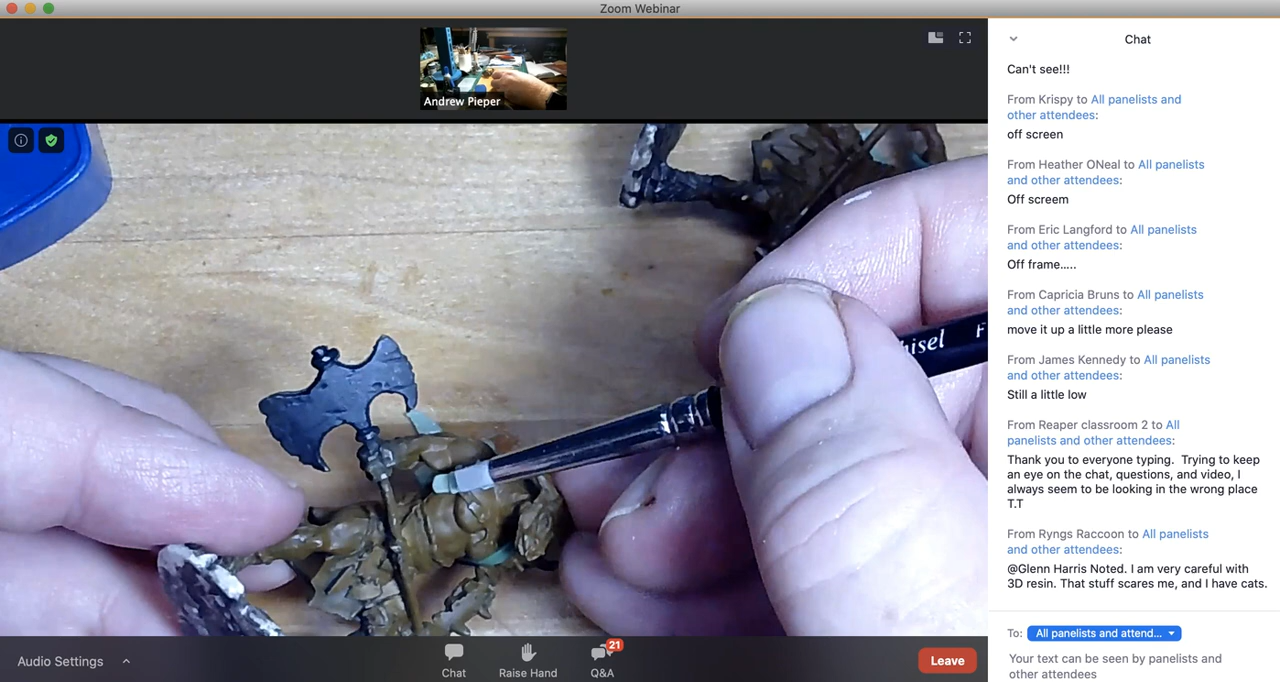 Zoom Webinar
Andrew Pieper
hisel F
Chat
Can't see!!!
From Krispy to All panelists and
other attendees:
off screen
From Heather ONeal to All panelists
and other attendees:
Off screem
From Eric Langford to All panelists
and other attendees:
Off frame…..
From Capricia Bruns to All panelists
and other attendees:
move it up a little more please
From James Kennedy to All panelists
and other attendees:
Still a little low
From Reaper classroom 2 to All
panelists and other attendees:
Thank you to everyone typing.  Trying to keep
an eye on the chat, questions, and video, I
always seem to be looking in the wrong place
T.T
From Ryngs Raccoon to All
panelists and other attendees:
@Glenn Harris Noted. I am very careful with
3D resin. That stuff scares me, and I have cats.
To: All panelists and attend...
Your text can be seen by panelists and
other attendees
Audio Settings
Chat
Raise Hand
21
Q&A
Leave